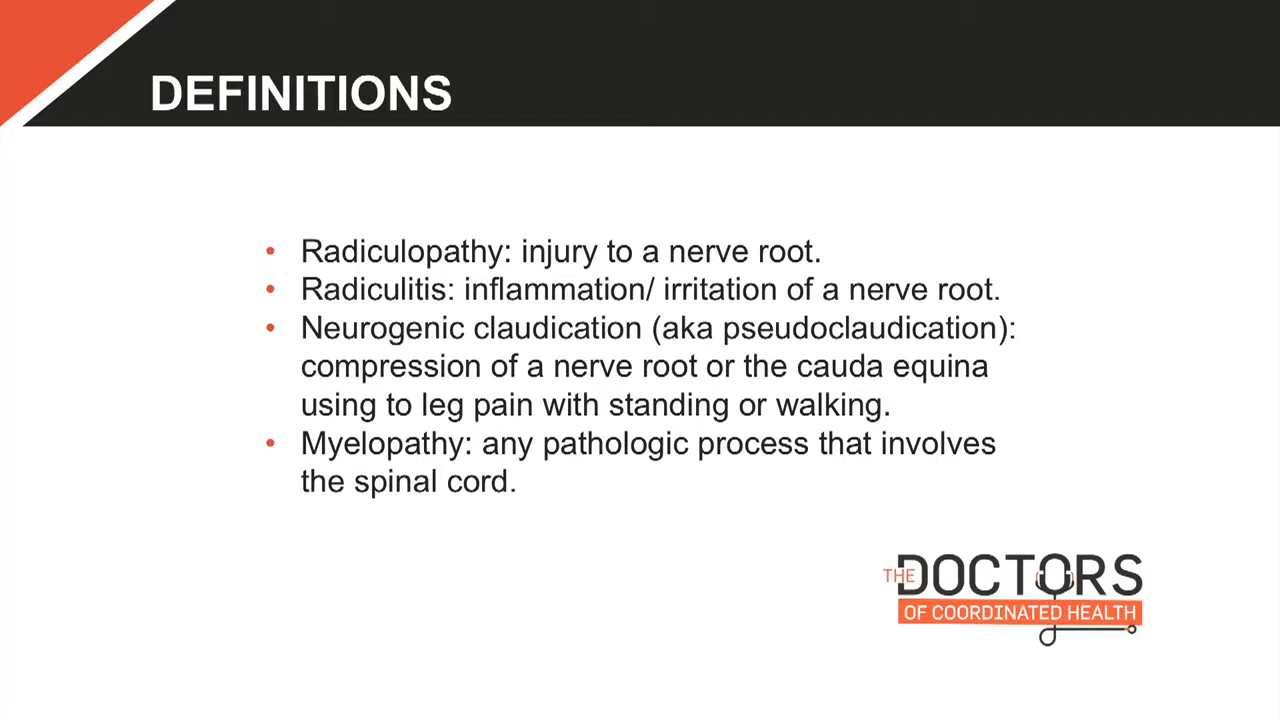 DEFINITIONS
• Radiculopathy: injury to a nerve root.
• Radiculitis: inflammation/ irritation of a nerve root.
• Neurogenic claudication (aka pseudoclaudication):
compression of a nerve root or the cauda equina
using to leg pain with standing or walking.
• Myelopathy: any pathologic process that involves
the spinal cord.
THE DOCTORS
OF COORDINATED HEALTH